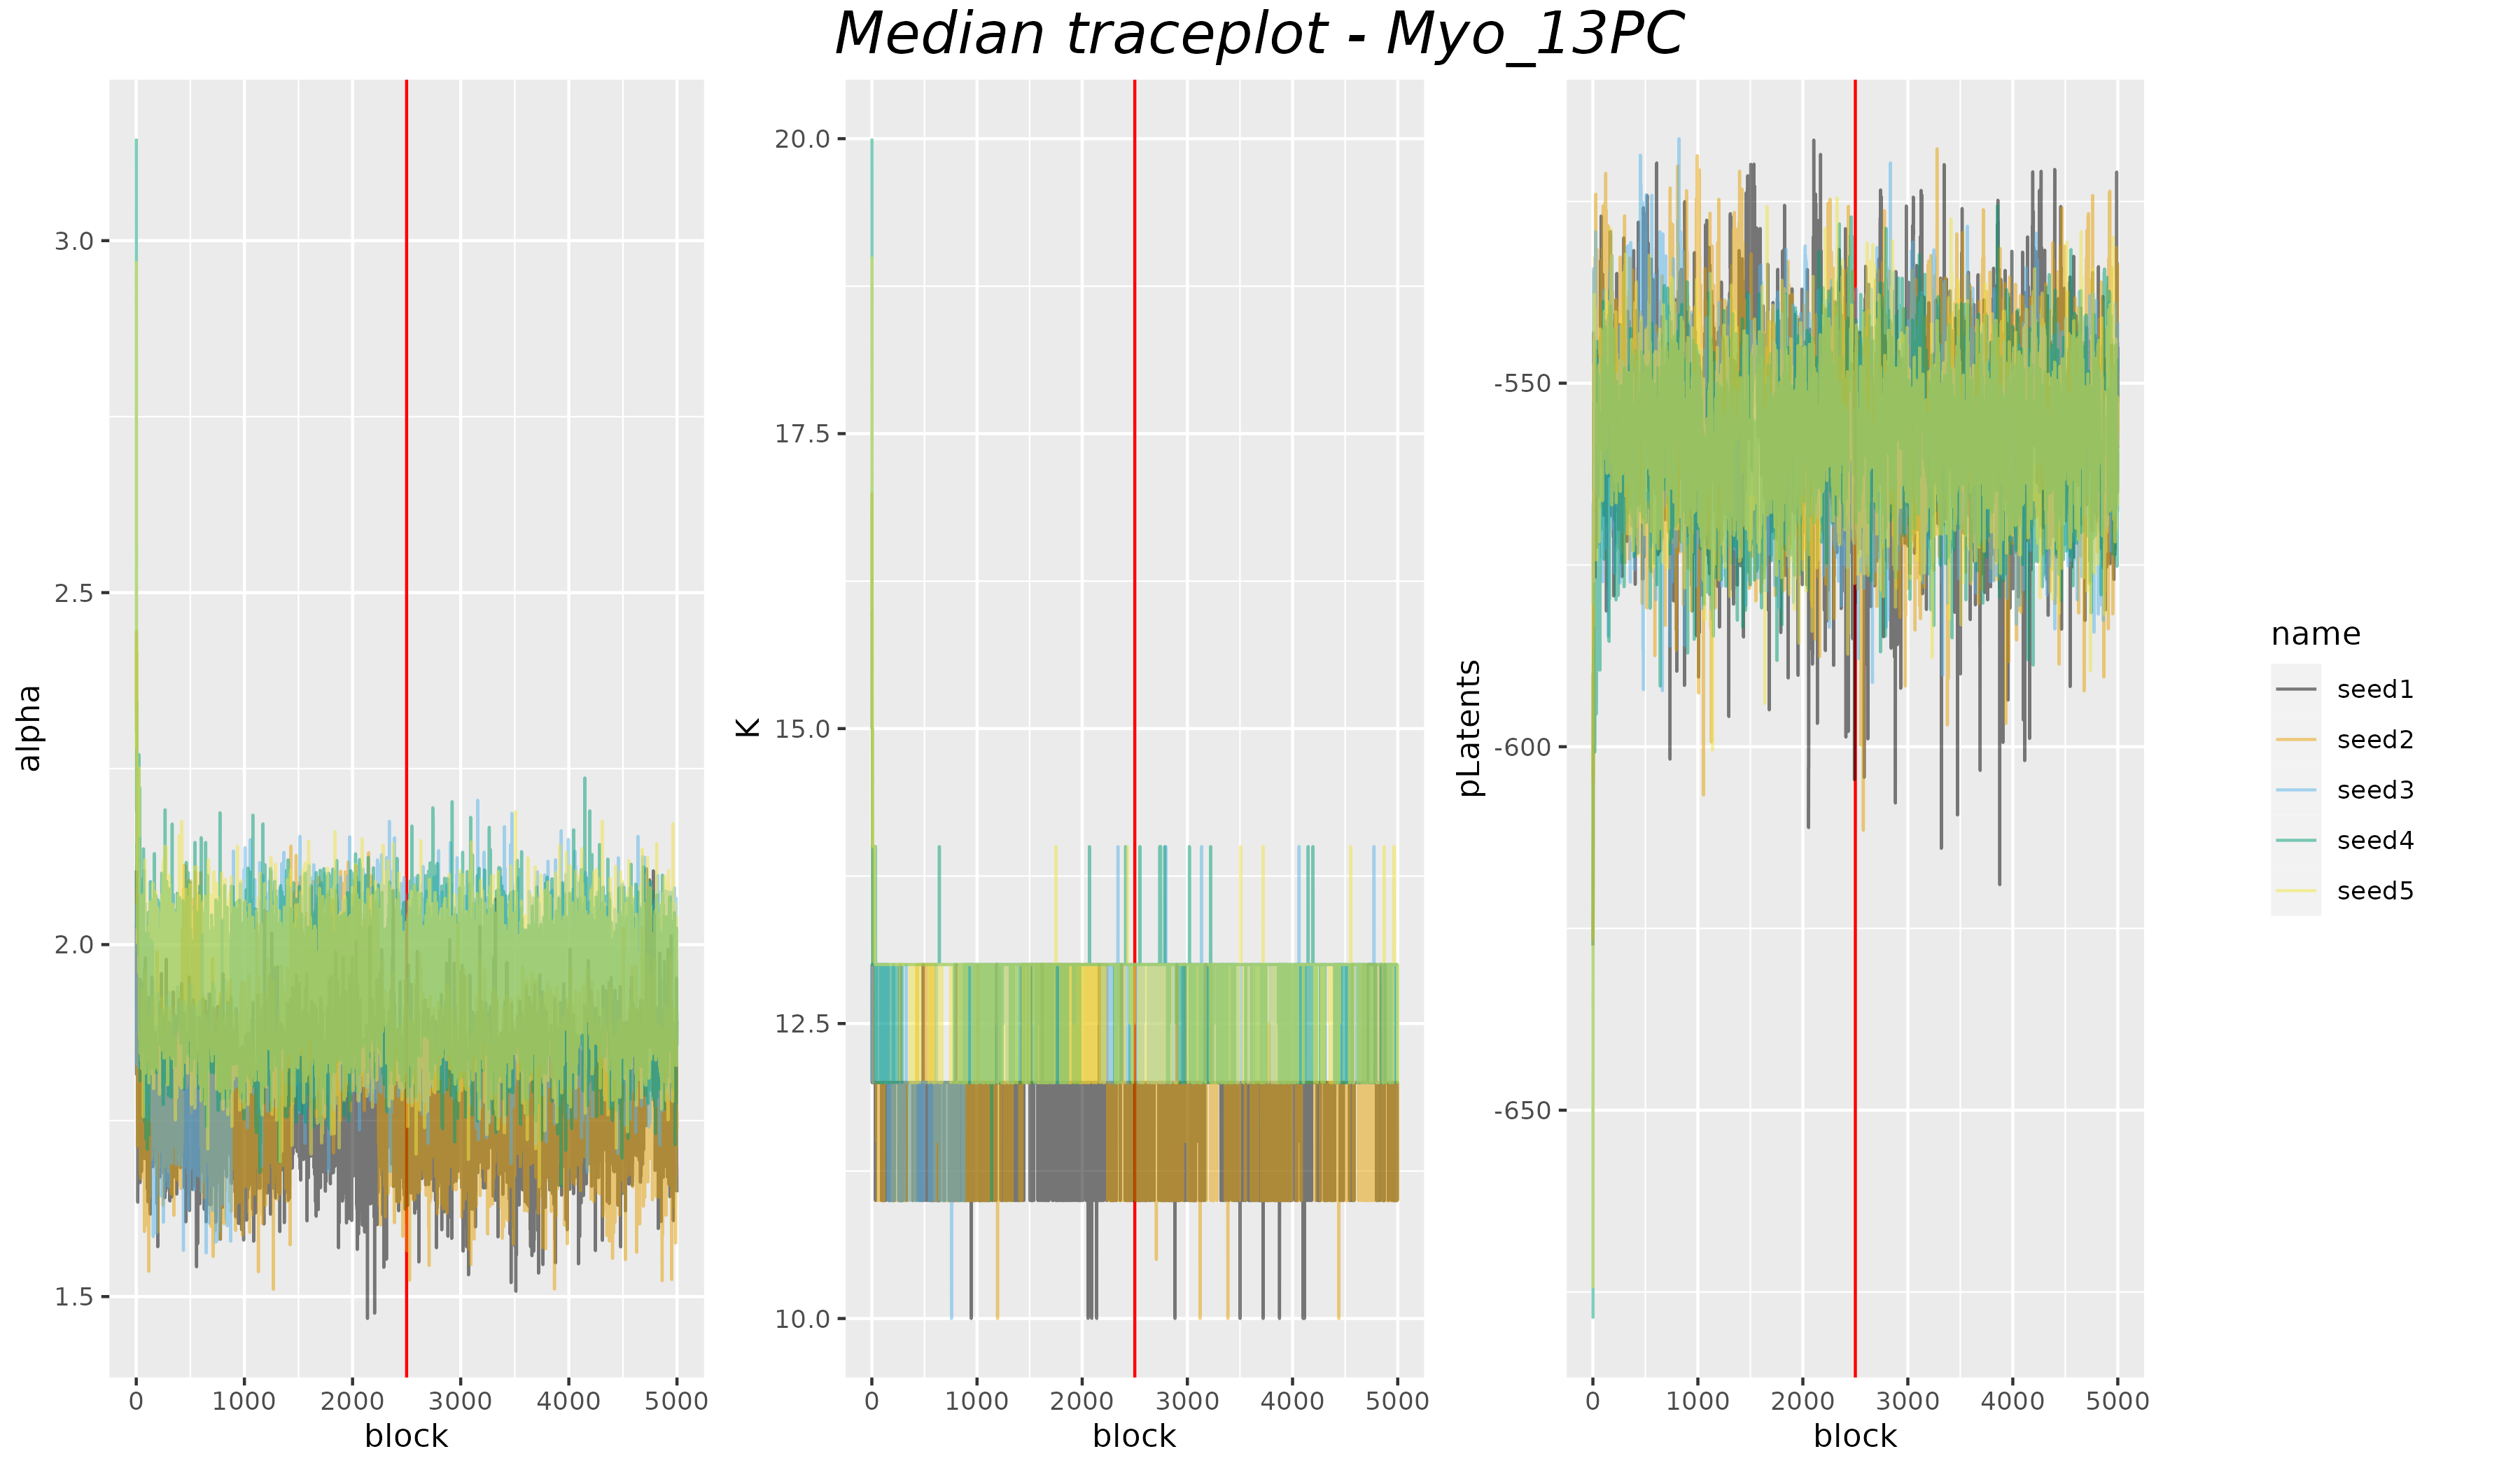 Median traceplot - Myo_13PC
alpha
3.0
2.5
2.0
1.5
0 1000 2000 3000 4000 5000
block
K
20.0
17.5
15.0
12.5
10.0
0 1000 2000 3000 4000 5000
block
pLatents
-550
-600
-650
0 1000 2000 3000 4000 5000
block
name
seed1
seed2
seed3
seed4
seed5